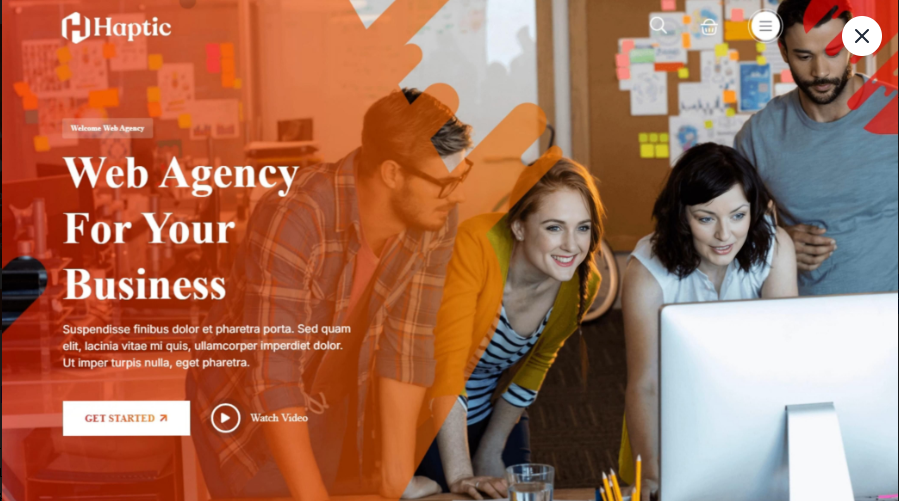 Haptic
Welcome Web Agency
Web Agency
For Your
Business
Suspendisse finibus dolor et pharetra porta. Sed quam
elit, lacinia vitae mi quis, ullamcorper imperdiet dolor.
Ut imper turpis nulla, eget pharetra.
GET STARTED
Watch Video